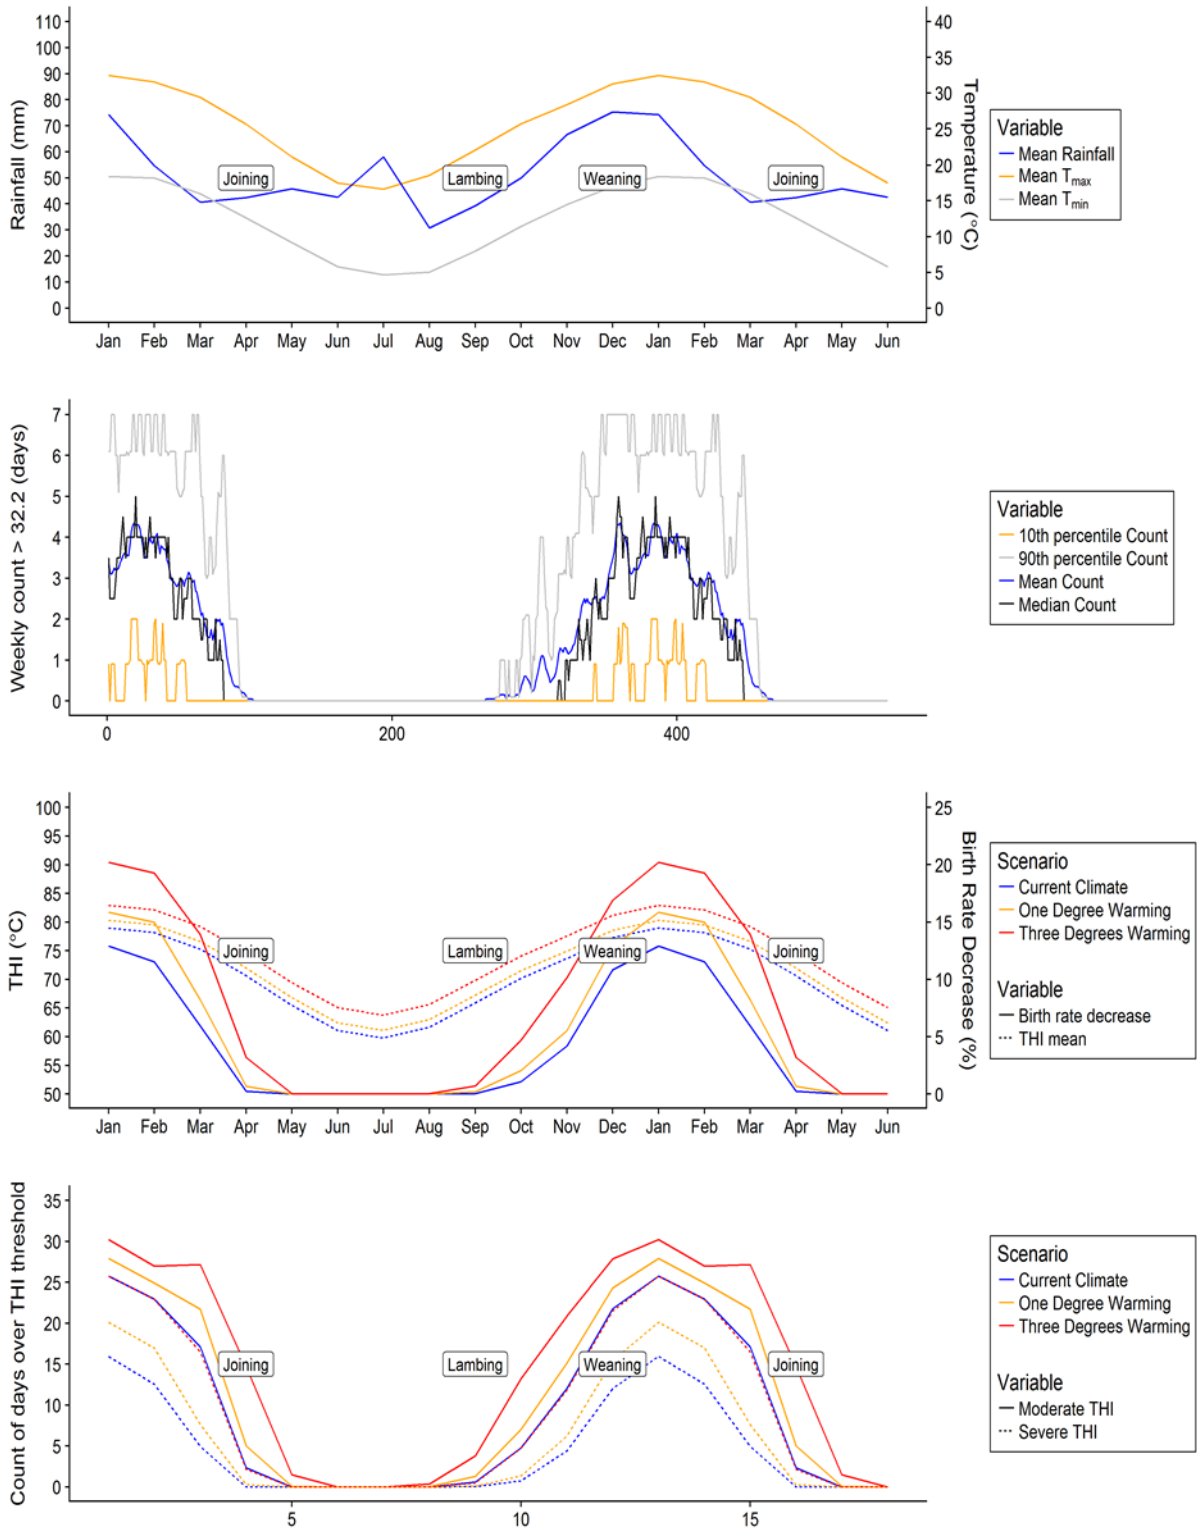 Rainfall (mm)
110
100
90
80
70
60
50
40
30
20
10
0
Joining
Lambing
Weaning
Joining
40
35
30
25
20
15
10
5
0
Temperature (°C)
Jan Feb Mar Apr May Jun Jul Aug Sep Oct Nov Dec Jan Feb Mar Apr May Jun
Variable
Mean Rainfall
Mean Tmax
Mean Tmin
Weekly count > 32.2 (days)
7
6
5
4
3
2
1
0
0 200 400
Variable
10th percentile Count
90th percentile Count
Mean Count
Median Count
THI (°C)
100
95
90
85
80
75
70
65
60
55
50
Joining
Lambing
Weaning
Joining
25
20
15
10
5
0
Birth Rate Decrease (%)
Jan Feb Mar Apr May Jun Jul Aug Sep Oct Nov Dec Jan Feb Mar Apr May Jun
Scenario
Current Climate
One Degree Warming
Three Degrees Warming
Variable
Birth rate decrease
THI mean
Count of days over THI threshold
35
30
25
20
15
10
5
0
Joining
Lambing
Weaning
Joining
5 10 15
Scenario
Current Climate
One Degree Warming
Three Degrees Warming
Variable
Moderate THI
Severe THI